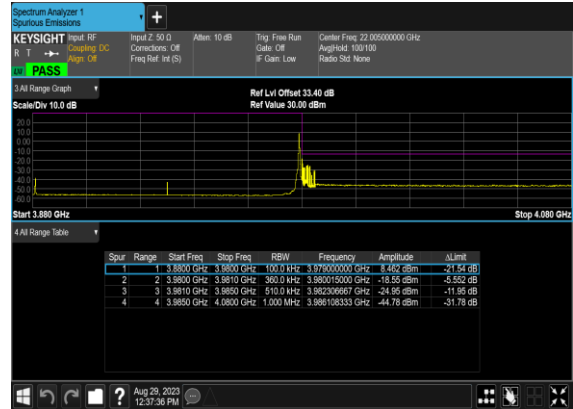 Spectrum Analyzer 1
Spurious Emissions
KEYSIGHT Input: RF
Coupling: DC
Align: Off
R T
PASS
Input Z: 50 Ω
Corrections: Off
Freq Ref: Int (S)
Atten: 10 dB
Trig: Free Run
Gate: Off
IF Gain: Low
Center Freq: 22.005000000 GHz
Avg|Hold: 100/100
Radio Std: None
3 All Range Graph
Scale/Div 10.0 dB
Ref Lvl Offset 33.40 dB
Ref Value 30.00 dBm
20.0
10.0
0.00
-10.0
-20.0
-30.0
-40.0
-50.0
-60.0
Start 3.880 GHz
Stop 4.080 GHz
4 All Range Table
Spur Range Start Freq Stop Freq RBW Frequency Amplitude ΔLimit
1 1 3.8800 GHz 3.9800 GHz 100.0 kHz 3.979000000 GHz 8.462 dBm -21.54 dB
2 2 3.9800 GHz 3.9810 GHz 360.0 kHz 3.980015000 GHz -18.55 dBm -5.552 dB
3 3 3.9810 GHz 3.9850 GHz 510.0 kHz 3.982306667 GHz -24.95 dBm -11.95 dB
4 4 3.9850 GHz 4.0800 GHz 1.000 MHz 3.986108333 GHz -44.78 dBm -31.78 dB
Aug 29, 2023
12:37:36 PM